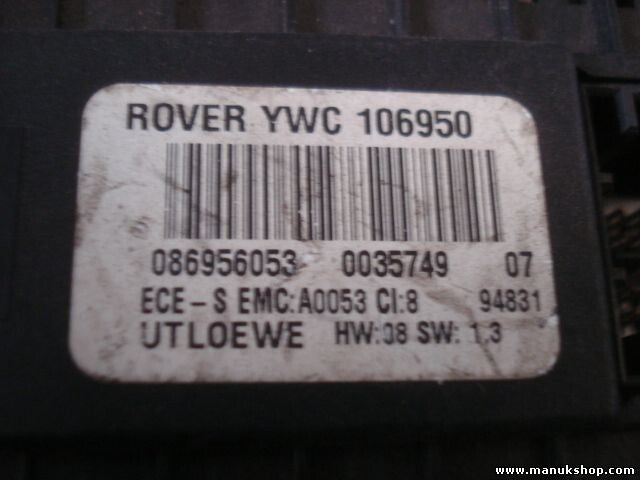 ROVER YWC 106950
086956053 0035749 07
ECE-S EMC:A0053 CI:8 94831
UTLOEWE HW:08 SW: 1.3
www.manukshop.com